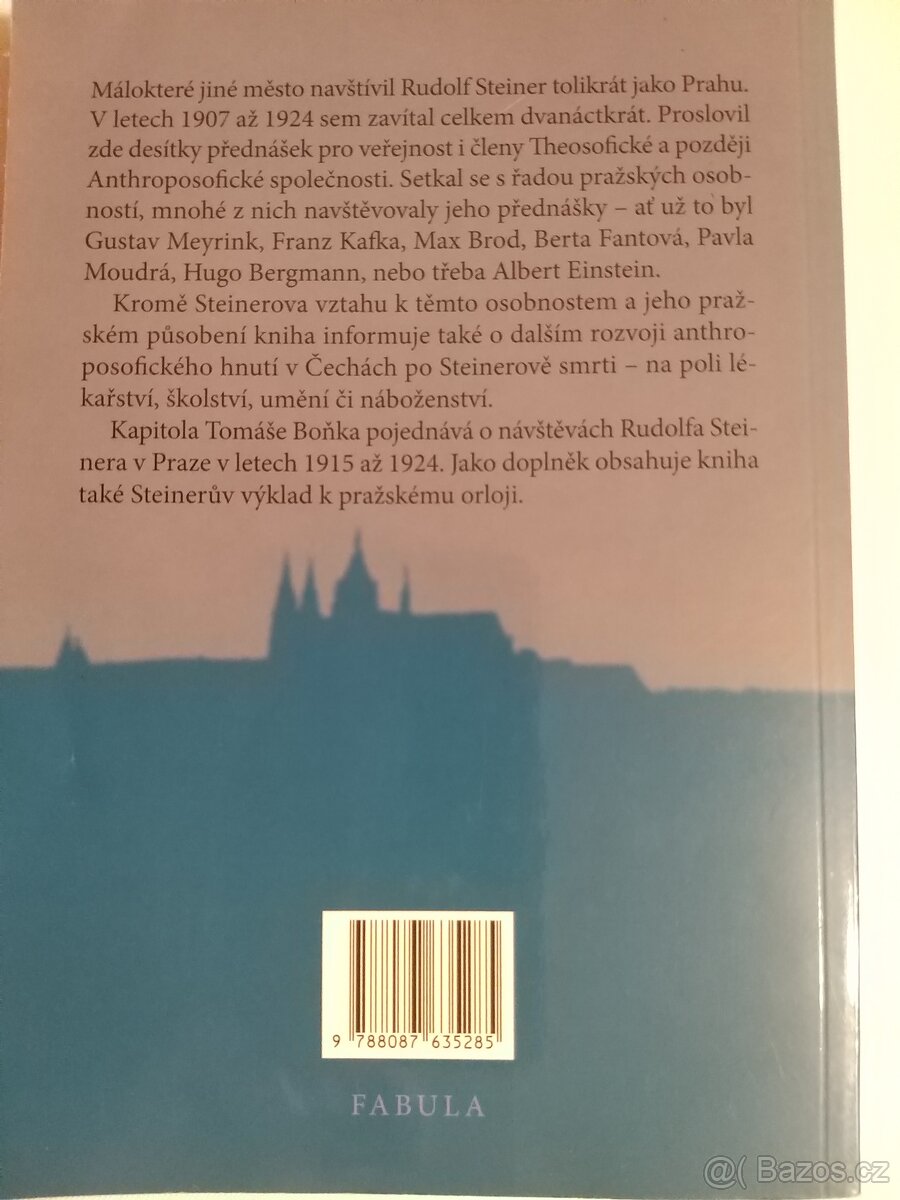 Málokteré jiné město navštívil Rudolf Steiner tolikrát jako Prahu.
V letech 1907 až 1924 sem zavítal celkem dvanáctkrát. Proslovil
zde desítky přednášek pro veřejnost i členy Theosofické a později
Anthroposofické společnosti. Setkal se s řadou pražských osob-
ností, mnohé z nich navštěvovaly jeho přednášky – ať už to byl
Gustav Meyrink, Franz Kafka, Max Brod, Berta Fantová, Pavla
Moudrá, Hugo Bergmann, nebo třeba Albert Einstein.
Kromě Steinerova vztahu k těmto osobnostem a jeho praž-
ském působení kniha informuje také o dalším rozvoji anthro-
posofického hnutí v Čechách po Steinerově smrti – na poli lé-
kařství, školství, umění či náboženství.
Kapitola Tomáše Boňka pojednává o návštěvách Rudolfa Stei-
nera v Praze v letech 1915 až 1924. Jako doplněk obsahuje kniha
také Steinerův výklad k pražskému orloji.
9 788087 635285
FABULA
@( Bazos.cz